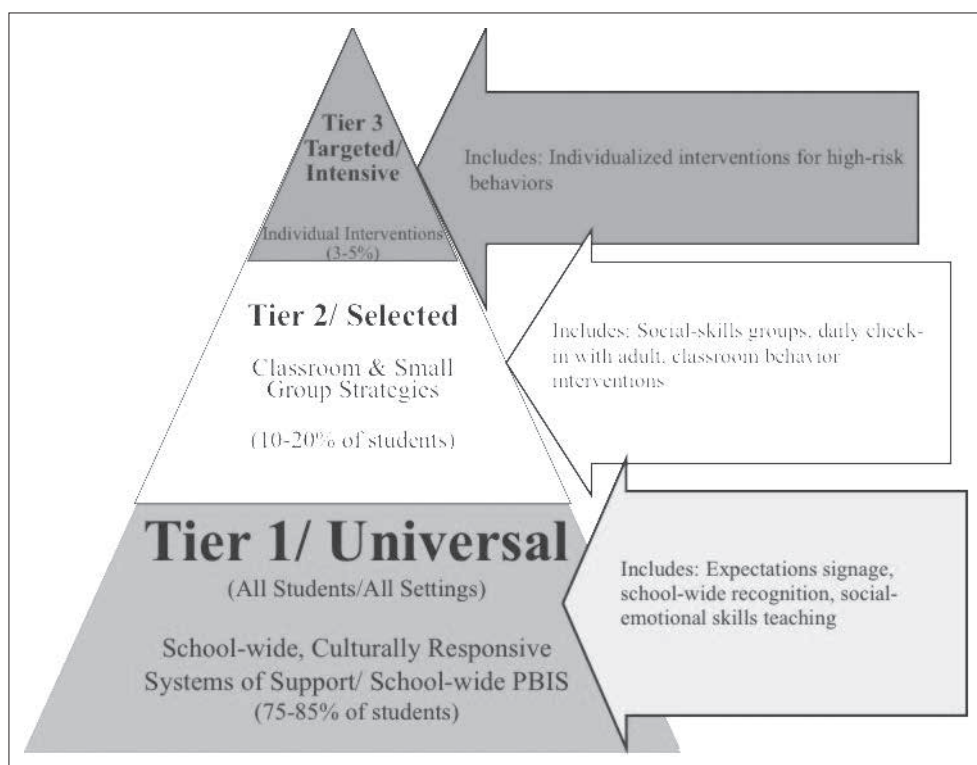 Tier 3
Targeted/
Intensive
Individual Interventions
(3-5%)
Includes: Individualized interventions for high-risk
behaviors
Tier 2/ Selected
Classroom & Small
Group Strategies
(10-20% of students)
Includes: Social-skills groups, daily check-
in with adult, classroom behavior
interventions
Tier 1/ Universal
(All Students/All Settings)
School-wide, Culturally Responsive
Systems of Support/ School-wide PBIS
(75-85% of students)
Includes: Expectations signage,
school-wide recognition, social-
emotional skills teaching